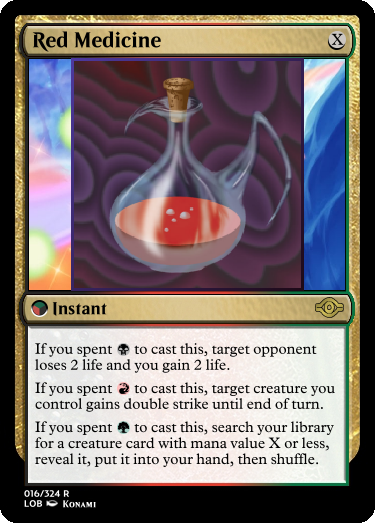 Red Medicine X
Instant
If you spent to cast this, target opponent
loses 2 life and you gain 2 life.
If you spent to cast this, target creature you
control gains double strike until end of turn.
If you spent to cast this, search your library
for a creature card with mana value X or less,
reveal it, put it into your hand, then shuffle.
016/324 R
LOB Konami